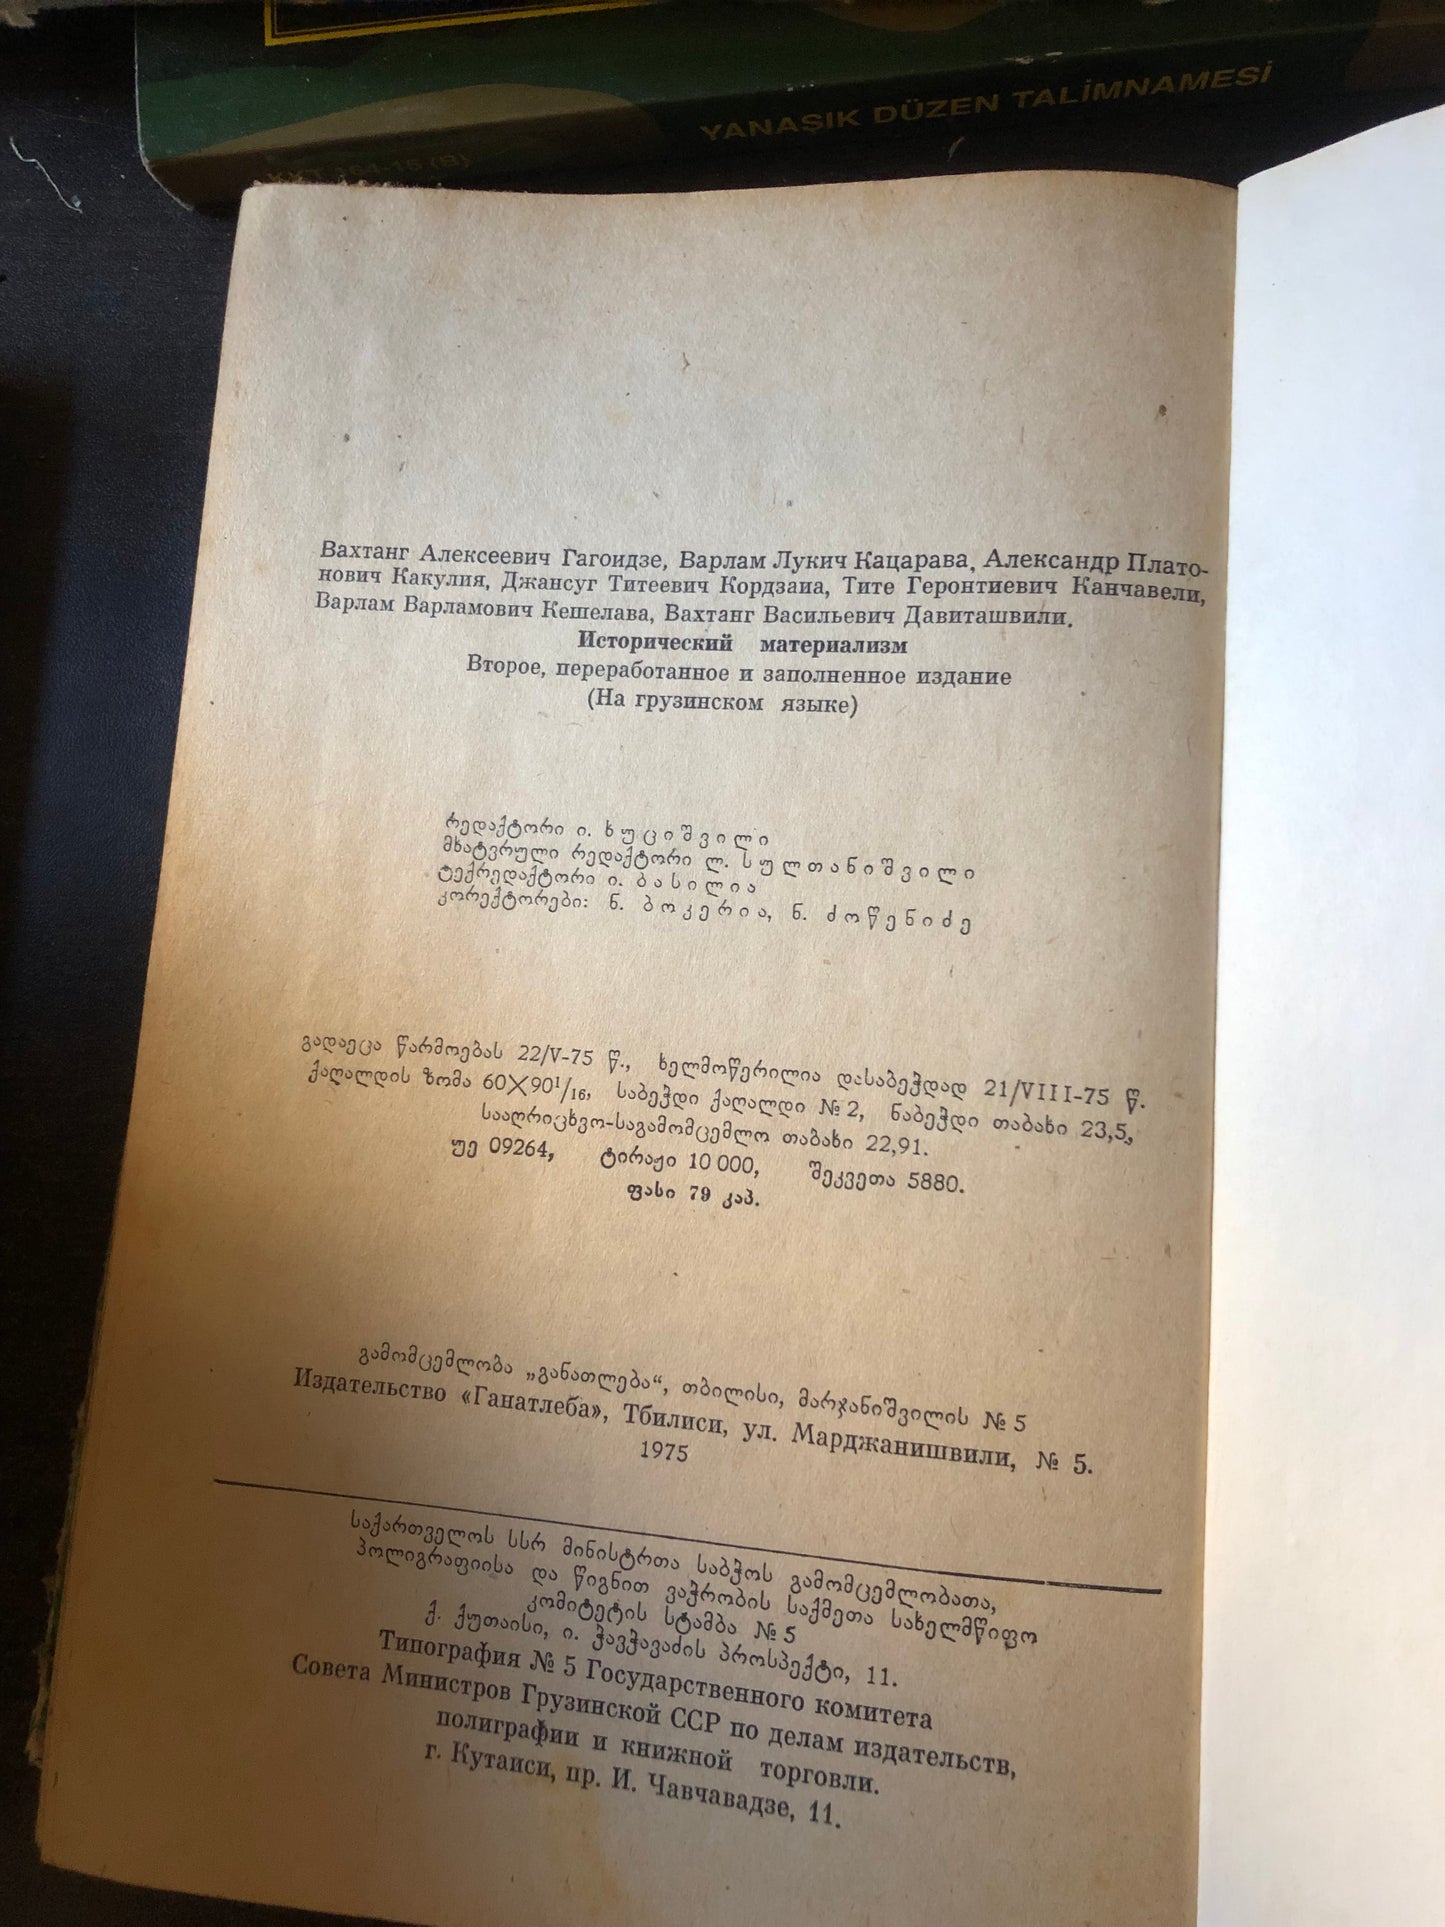 YANAŞIK DÜZEN TALİMNAMESİ
Вахтанг Алексеевич Гагоидзе, Варлам Лукич Кацарава, Александр Плато-
нович Какулия, Джансуг Титеевич Кордзаиа, Тите Геронтиевич Канчавели,
Варлам Варламович Кешелава, Вахтанг Васильевич Давиташвили.
Исторический материализм
Второе, переработанное и заполненное издание
(На грузинском языке)
რედაქტორი ი. ხუციშვილი
მხატვრული რედაქტორი ლ. სულთანიშვილი
ტექრედაქტორი ი. ბასილია
კორექტორები: ნ. ბოკერია, ნ. ძოწენიძე
გადაეცა წარმოებას 22/V-75 წ., ხელმოწერილია დასაბეჭდად 21/VIII-75 წ.
ქაღალდის ზომა 60X90¹/₁₆, საბეჭდი ქაღალდი № 2, ნაბეჭდი თაბახი 23,5,
სააღრიცხვო-საგამომცემლო თაბახი 22,91.
უე 09264, ტირაჟი 10 000, შეკვეთა 5880.
ფასი 79 კაპ.
გამომცემლობა „განათლება“, თბილისი, მარჯანიშვილის № 5
Издательство «Ганатлеба», Тбилиси, ул. Марджанишвили, № 5.
1975
საქართველოს სსრ მინისტრთა საბჭოს გამომცემლობათა,
პოლიგრაფიისა და წიგნით ვაჭრობის საქმეთა სახელმწიფო
კომიტეტის სტამბა № 5
ქ. ქუთაისი, ი. ჭავჭავაძის პროსპექტი, 11.
Типография № 5 Государственного комитета
Совета Министров Грузинской ССР по делам издательств,
полиграфии и книжной торговли.
г. Кутаиси, пр. И. Чавчавадзе, 11.